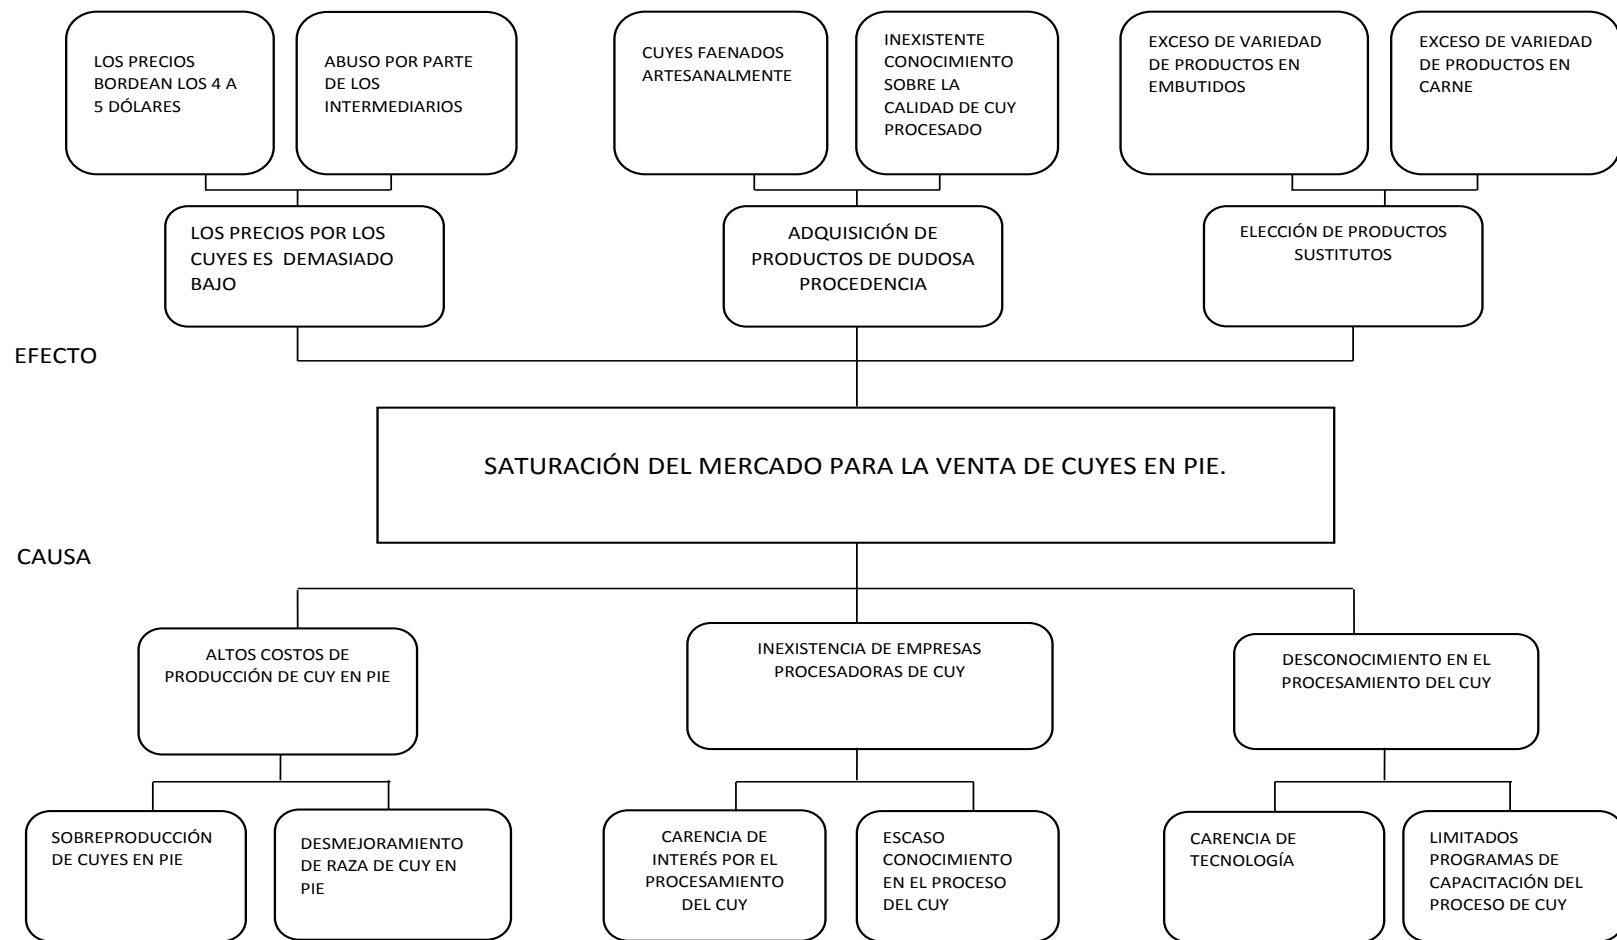 LOS PRECIOS
BORDEAN LOS 4 A
5 DÓLARES
ABUSO POR PARTE
DE LOS
INTERMEDIARIOS
CUYES FAENADOS
ARTESANALMENTE
INEXISTENTE
CONOCIMIENTO
SOBRE LA
CALIDAD DE CUY
PROCESADO
EXCESO DE VARIEDAD
DE PRODUCTOS EN
EMBUTIDOS
EXCESO DE VARIEDAD
DE PRODUCTOS EN
CARNE
LOS PRECIOS POR LOS
CUYES ES DEMASIADO
BAJO
ADQUISICIÓN DE
PRODUCTOS DE DUDOSA
PROCEDENCIA
ELECCIÓN DE PRODUCTOS
SUSTITUTOS
EFECTO
SATURACIÓN DEL MERCADO PARA LA VENTA DE CUYES EN PIE.
CAUSA
ALTOS COSTOS DE
PRODUCCIÓN DE CUY EN PIE
INEXISTENCIA DE EMPRESAS
PROCESADORAS DE CUY
DESCONOCIMIENTO EN EL
PROCESAMIENTO DEL CUY
SOBREPRODUCCIÓN
DE CUYES EN PIE
DESMEJORAMIENTO
DE RAZA DE CUY EN
PIE
CARENCIA DE
INTERÉS POR EL
PROCESAMIENTO
DEL CUY
ESCASO
CONOCIMIENTO
EN EL PROCESO
DEL CUY
CARENCIA DE
TECNOLOGÍA
LIMITADOS
PROGRAMAS DE
CAPACITACIÓN DEL
PROCESO DE CUY